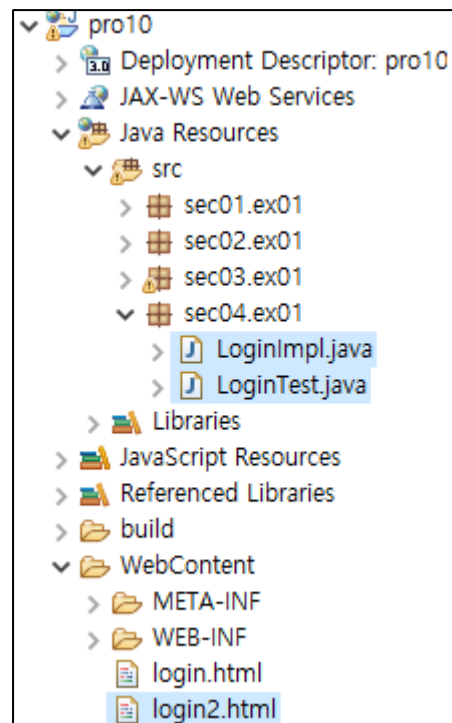 pro10
3.0 Deployment Descriptor: pro10
JAX-WS Web Services
Java Resources
src
sec01.ex01
sec02.ex01
sec03.ex01
sec04.ex01
J LoginImpl.java
J LoginTest.java
Libraries
JavaScript Resources
Referenced Libraries
build
WebContent
META-INF
WEB-INF
login.html
login2.html